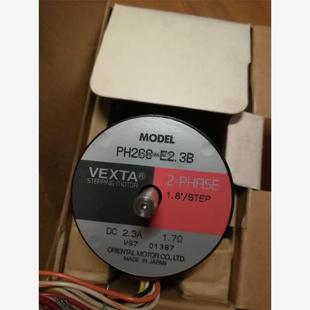 MODEL
PH268-E2.3B
VEXTA®
STEPPING MOTOR
2-PHASE
1.8°/STEP
DC 2.3A 1.7Ω
VS7 01387
ORIENTAL MOTOR CO., LTD.
MADE IN JAPAN